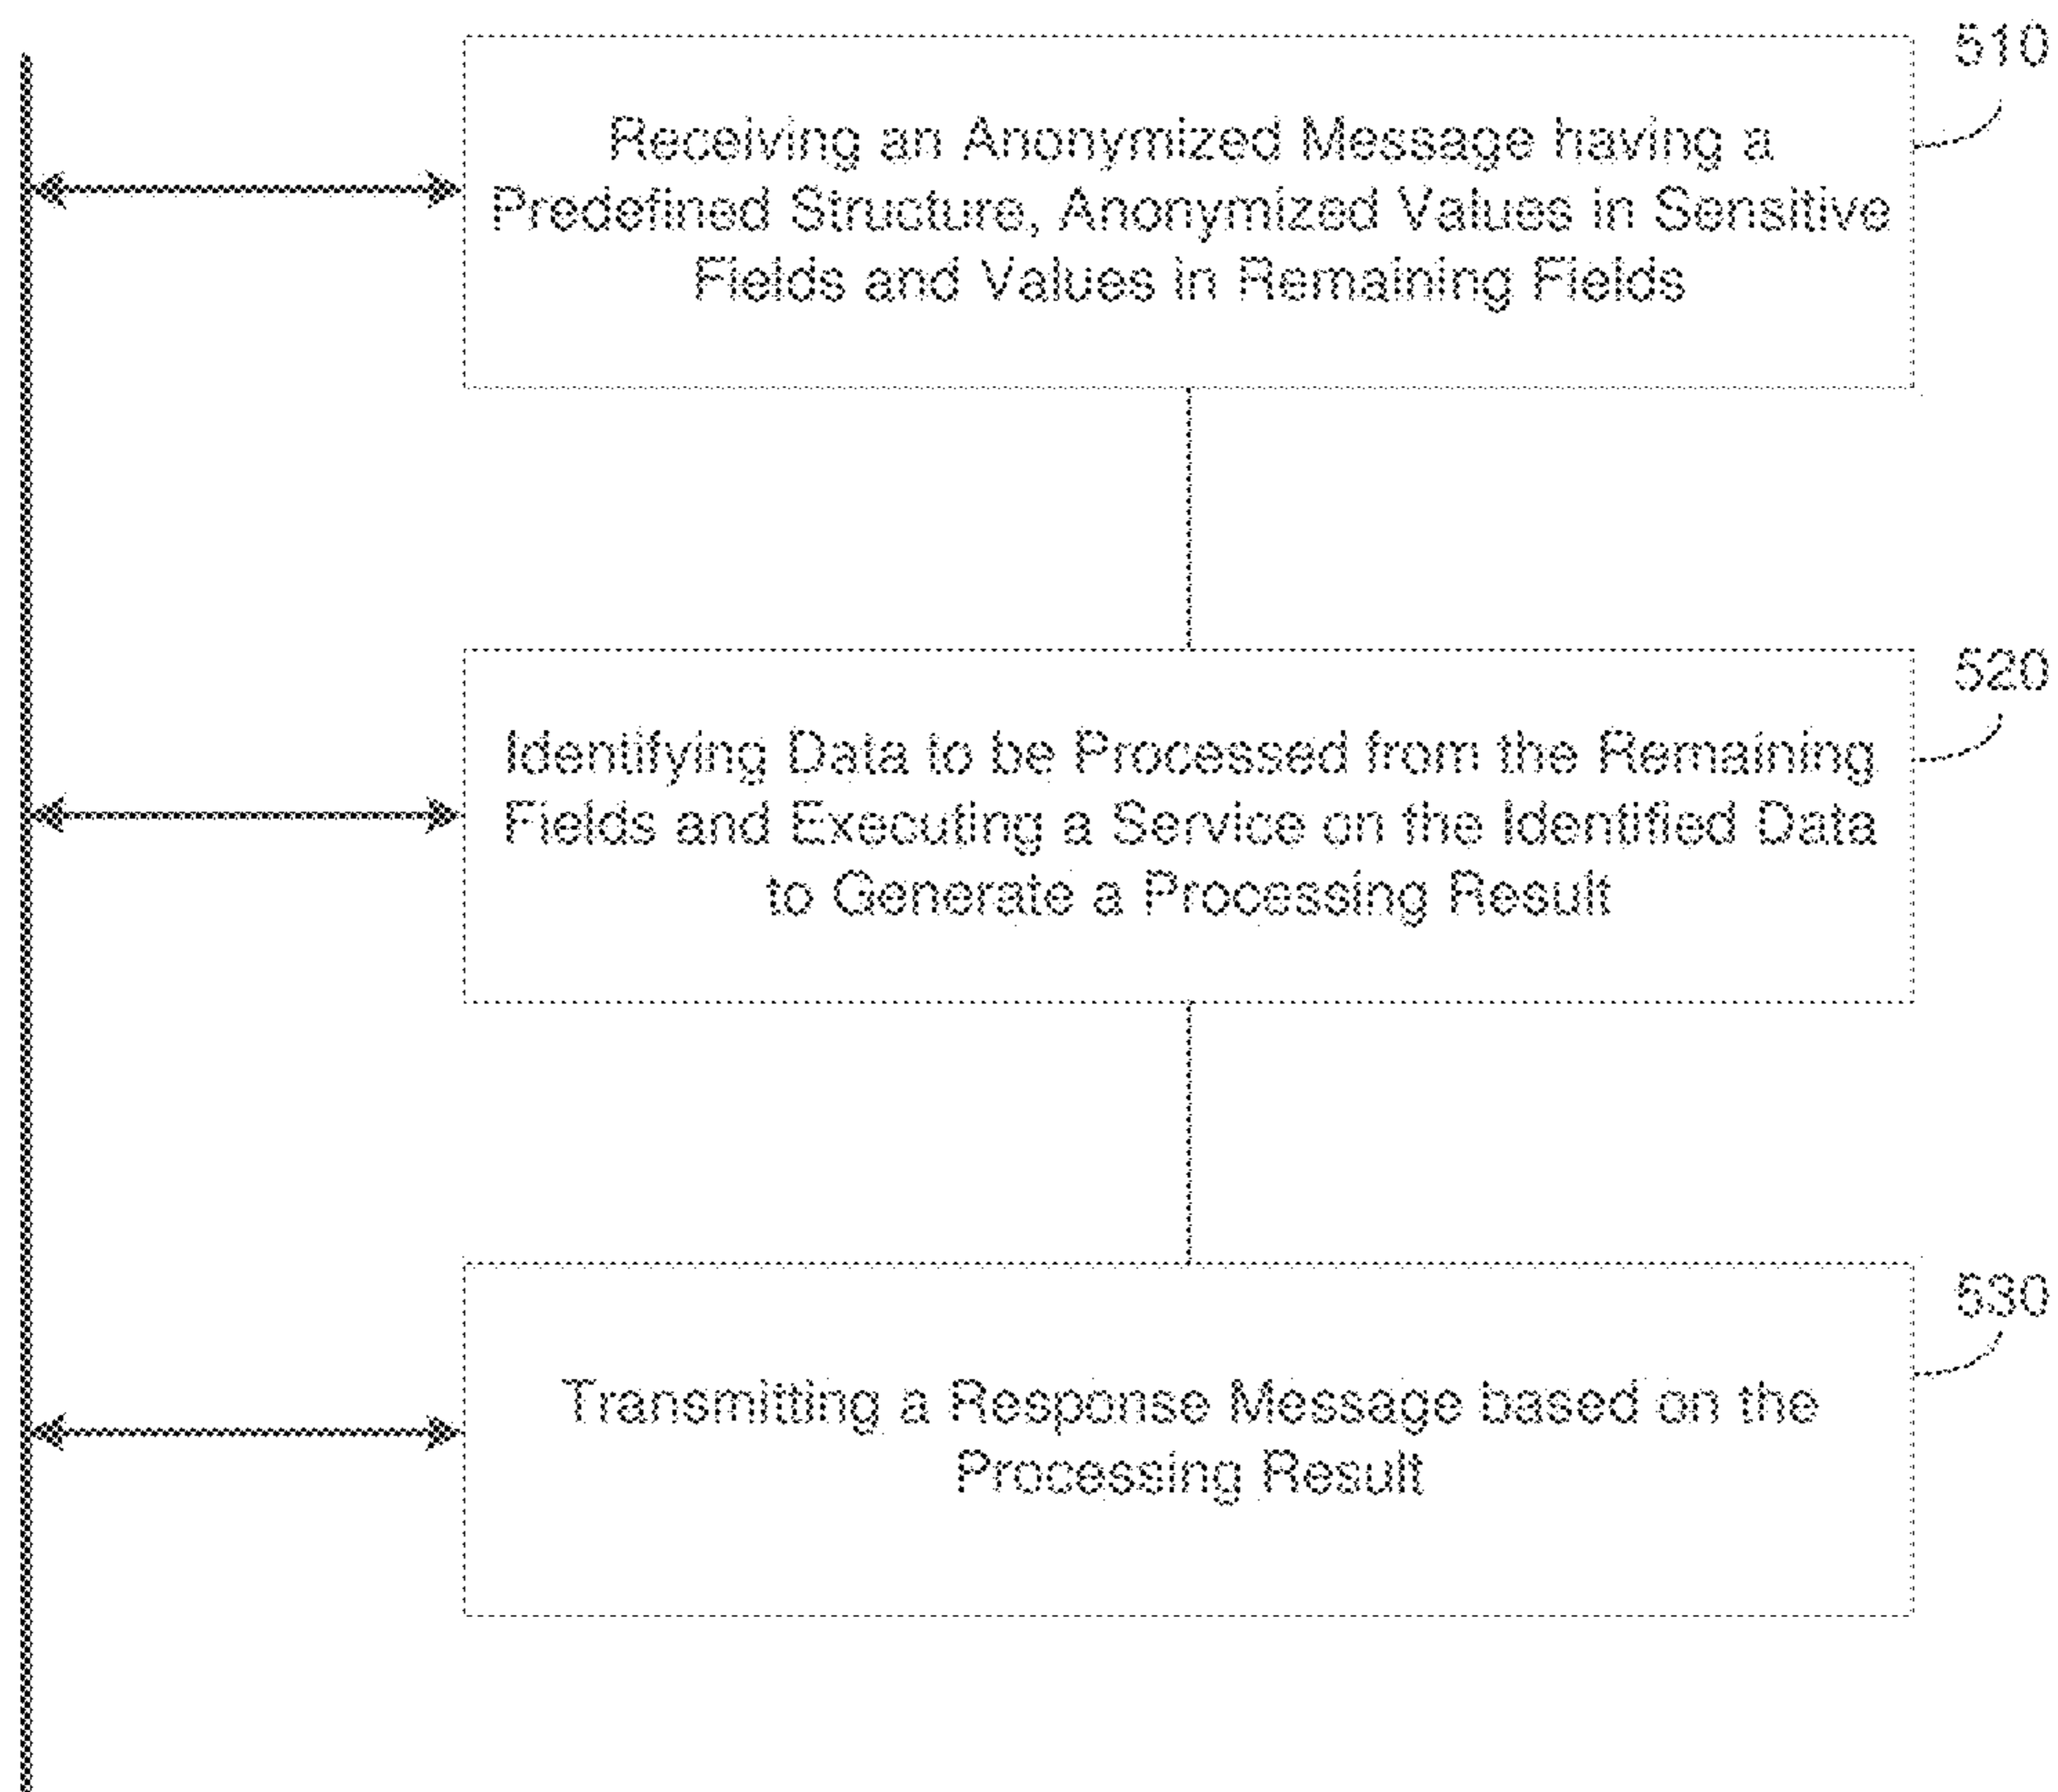 510
Receiving an Anonymized Message having a
Predefined Structure, Anonymized Values in Sensitive
Fields and Values in Remaining Fields
520
Identifying Data to be Processed from the Remaining
Fields and Executing a Service on the Identified Data
to Generate a Processing Result
530
Transmitting a Response Message based on the
Processing Result